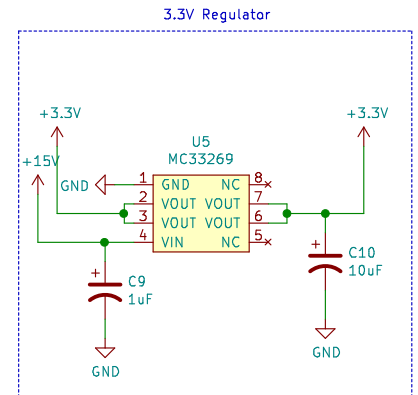 3.3V Regulator
+3.3V
+3.3V
U5
MC33269
+15V
GND
1
GND
NC
8
2
VOUT
VOUT
7
3
VOUT
VOUT
6
4
VIN
NC
5
+
C9
1uF
GND
+
C10
10uF
GND